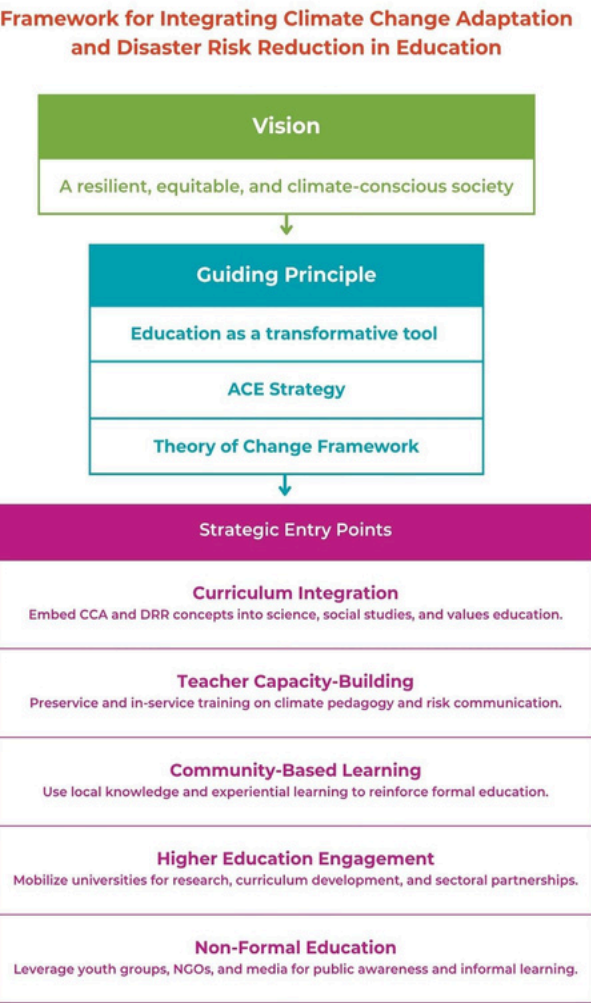 Framework for Integrating Climate Change Adaptation
and Disaster Risk Reduction in Education
Vision
A resilient, equitable, and climate-conscious society
Guiding Principle
Education as a transformative tool
ACE Strategy
Theory of Change Framework
Strategic Entry Points
Curriculum Integration
Embed CCA and DRR concepts into science, social studies, and values education.
Teacher Capacity-Building
Preservice and in-service training on climate pedagogy and risk communication.
Community-Based Learning
Use local knowledge and experiential learning to reinforce formal education.
Higher Education Engagement
Mobilize universities for research, curriculum development, and sectoral partnerships.
Non-Formal Education
Leverage youth groups, NGOs, and media for public awareness and informal learning.